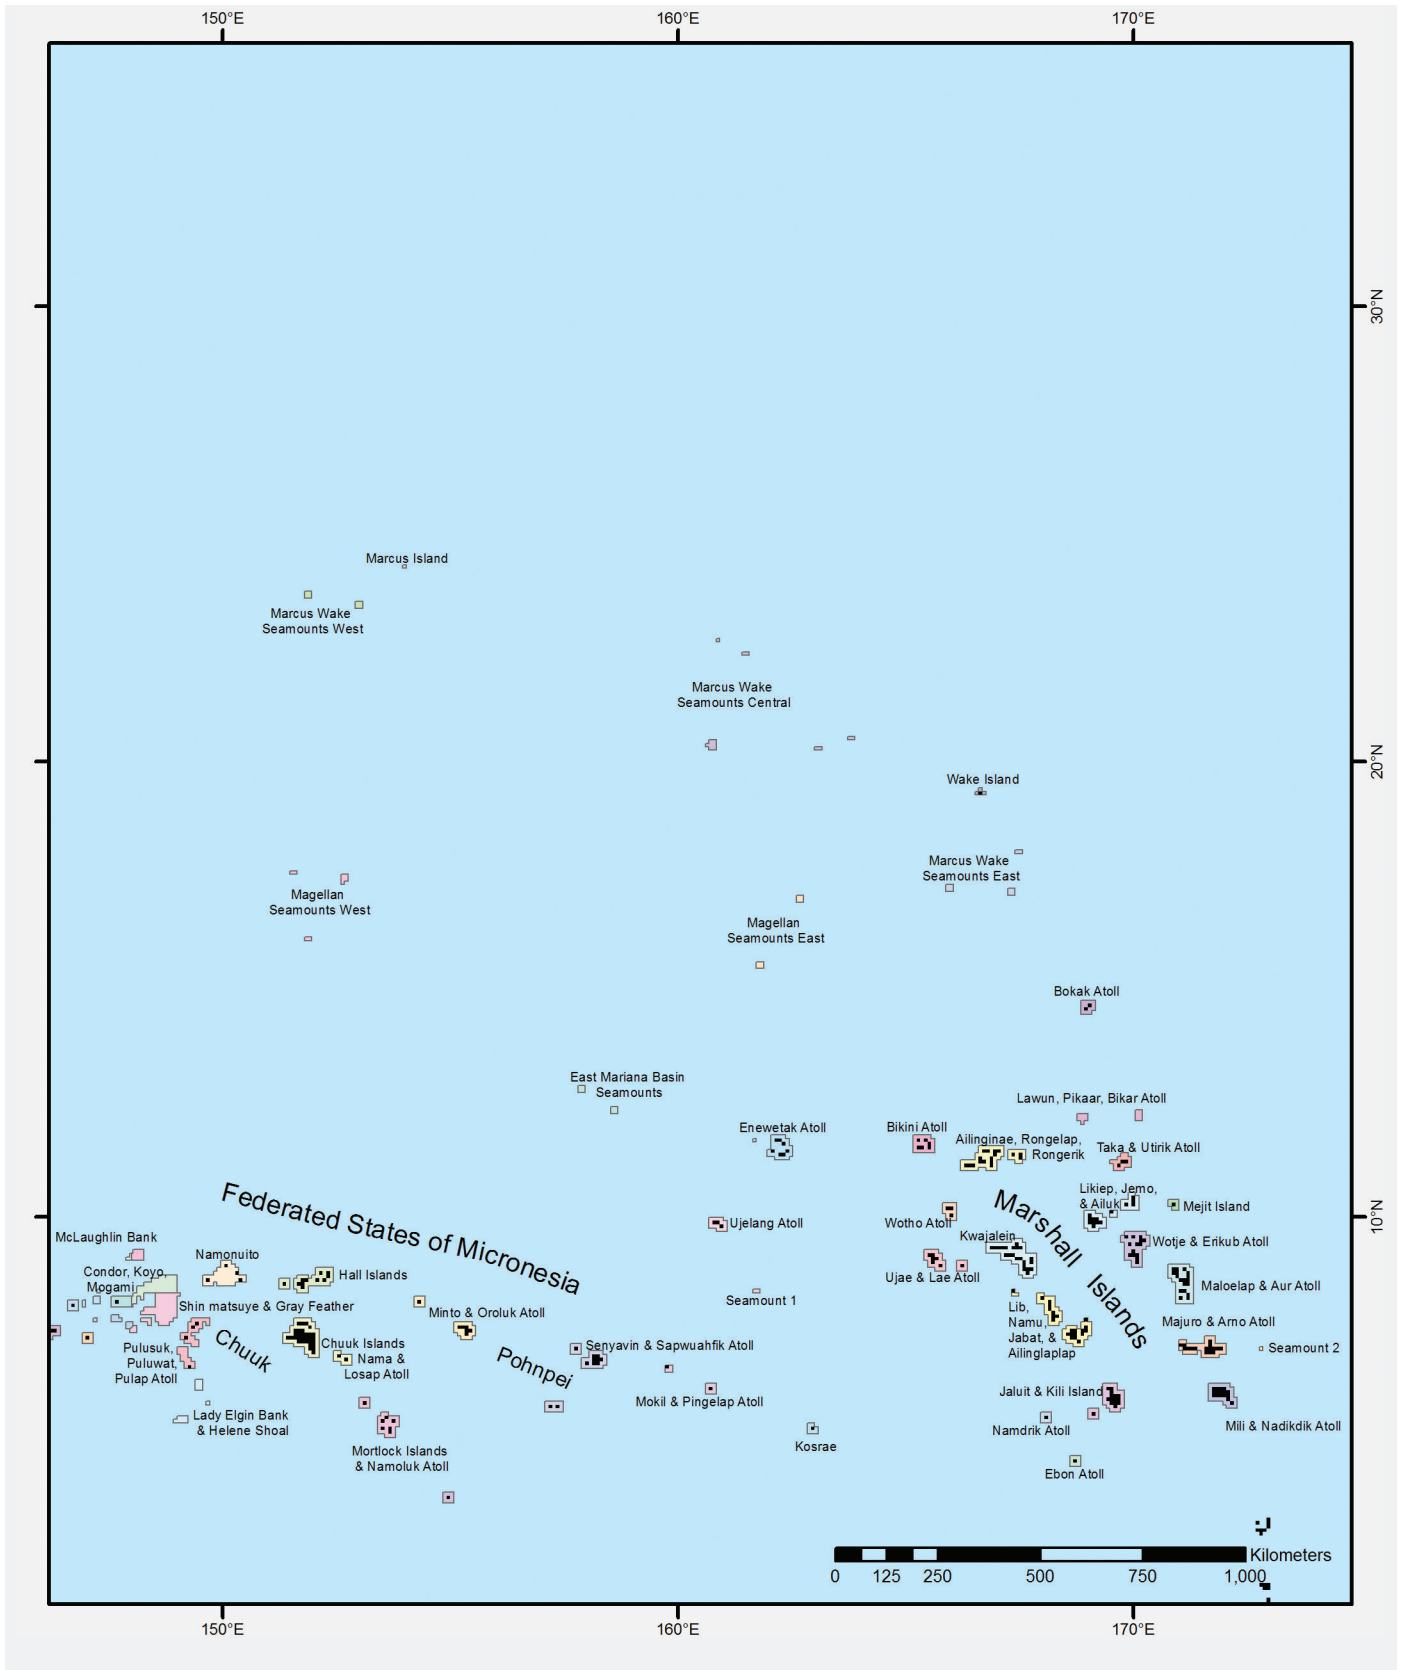 150°E
160°E
170°E
30°N
Marcus Island
Marcus Wake
Seamounts West
Marcus Wake
Seamounts Central
20°N
Wake Island
Marcus Wake
Seamounts East
Magellan
Seamounts West
Magellan
Seamounts East
Bokak Atoll
East Mariana Basin
Seamounts
Lawun, Pikaar, Bikar Atoll
Enewetak Atoll
Bikini Atoll
Ailinginae, Rongelap,
Rongerik
Taka & Utirik Atoll
Federated States of Micronesia
Marshall Islands
Likiep, Jemo,
& Ailuk
Mejit Island
10°N
Ujelang Atoll
Wotho Atoll
McLaughlin Bank
Namonuito
Kwajalein
Wotje & Erikub Atoll
Condor, Koyo,
Mogami
Hall Islands
Ujae & Lae Atoll
Maloelap & Aur Atoll
Shin matsuye & Gray Feather
Minto & Oroluk Atoll
Seamount 1
Lib,
Namu,
Jabat, &
Ailinglaplap
Majuro & Arno Atoll
Chuuk
Chuuk Islands
Pulusuk,
Puluwat,
Pulap Atoll
Nama &
Losap Atoll
Pohnpei
Senyavin & Sapwuahfik Atoll
Seamount 2
Mokil & Pingelap Atoll
Jaluit & Kili Island
Lady Elgin Bank
& Helene Shoal
Namdrik Atoll
Mili & Nadikdik Atoll
Mortlock Islands
& Namoluk Atoll
Kosrae
Ebon Atoll
Kilometers
0
125
250
500
750
1,000
150°E
160°E
170°E